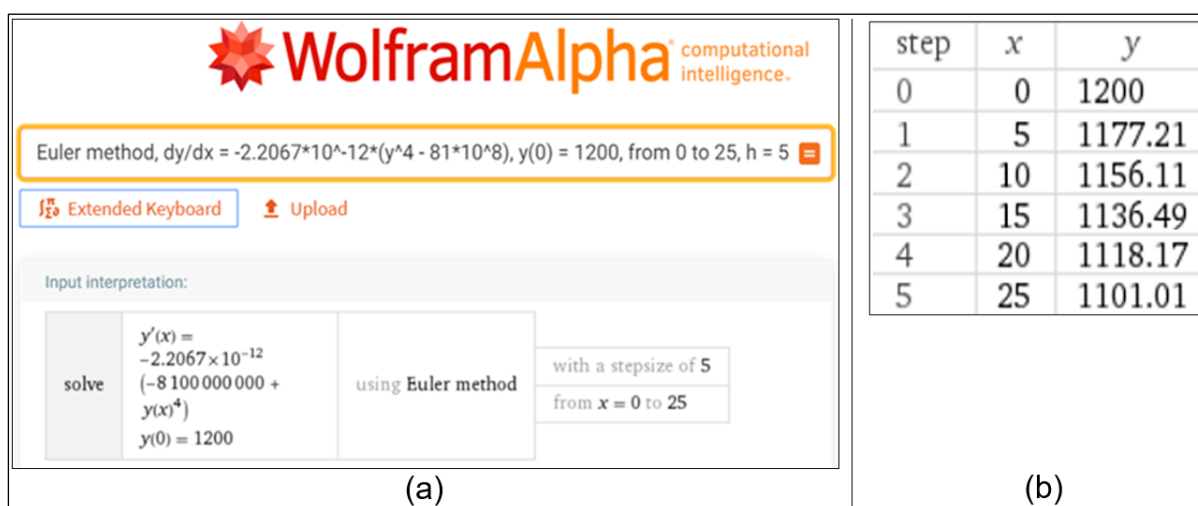 WolframAlpha computational intelligence.
Euler method, dy/dx = -2.2067*10^-12*(y^4 - 81*10^8), y(0) = 1200, from 0 to 25, h = 5 =
Extended Keyboard Upload
Input interpretation:
solve
y′(x) =
−2.2067×10⁻¹²
(−8 100 000 000 +
y(x)⁴)
y(0) = 1200
using Euler method
with a stepsize of 5
from x = 0 to 25
(a)
step x y
0 0 1200
1 5 1177.21
2 10 1156.11
3 15 1136.49
4 20 1118.17
5 25 1101.01
(b)